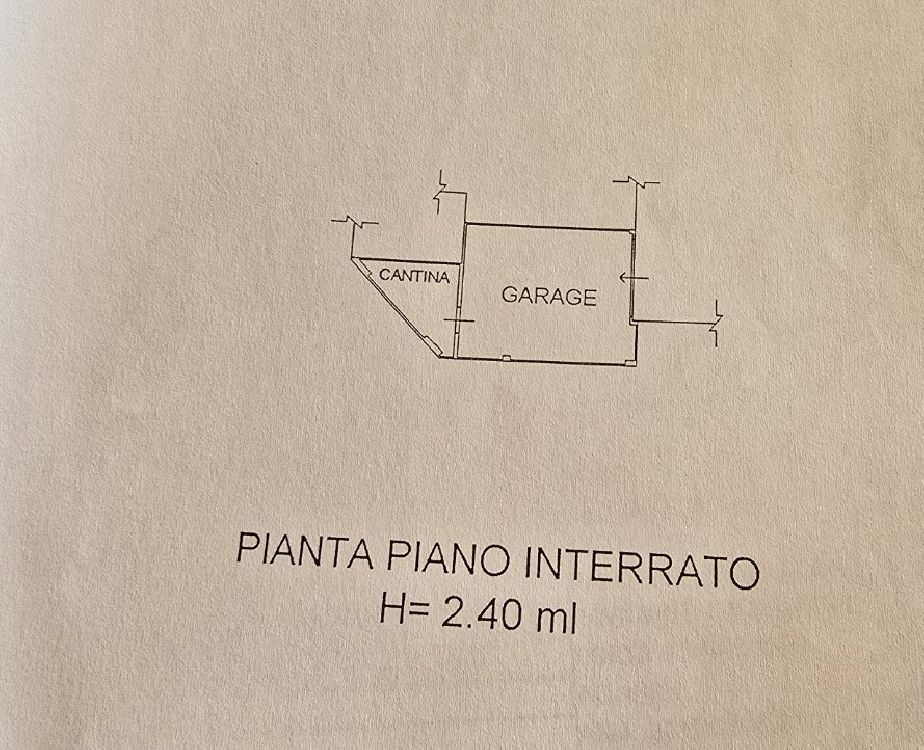 CANTINA
GARAGE
PIANTA PIANO INTERRATO
H= 2.40 ml